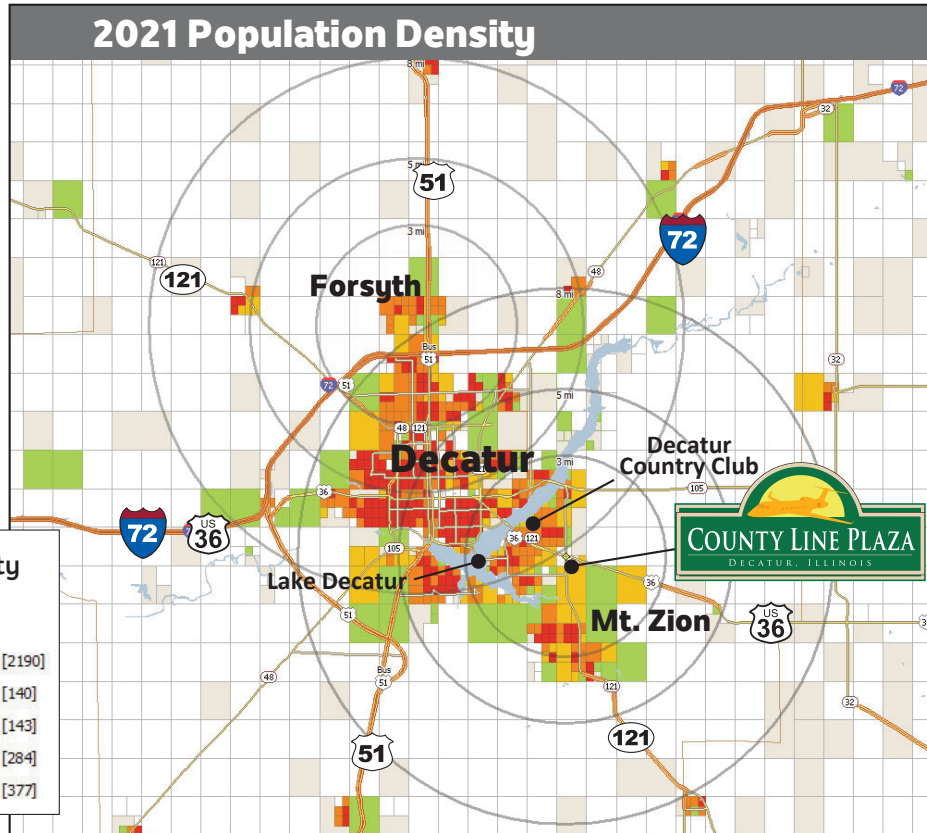 2021 Population Density
8 mi
72
32
5 mi
51
3 mi
72
121
121
48
Forsyth
8 mi
Bus
51
32
72
51
5 mi
48
121
Decatur
Decatur
Country Club
3 mi
105
36
COUNTY LINE PLAZA
DECATUR, ILLINOIS
72
US
36
36
121
105
Lake Decatur
36
Mt. Zion
US
36
ty
51
[2190]
[140]
[143]
[284]
[377]
48
Bus
51
121
32
51
121